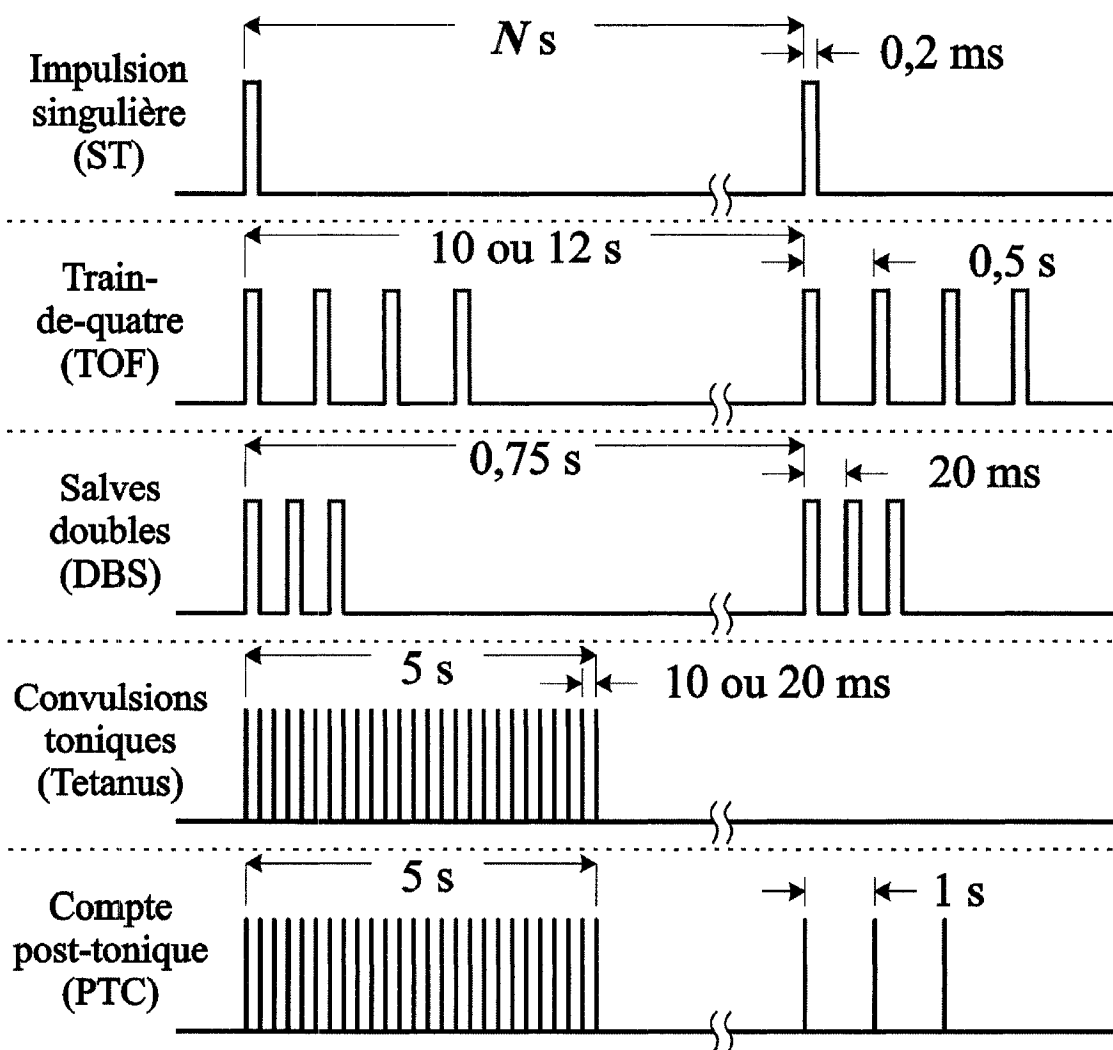 N s
0,2 ms
Impulsion
singulière
(ST)
10 ou 12 s
0,5 s
Train-
de-quatre
(TOF)
0,75 s
20 ms
Salves
doubles
(DBS)
5 s
10 ou 20 ms
Convulsions
toniques
(Tetanus)
5 s
1 s
Compte
post-tonique
(PTC)